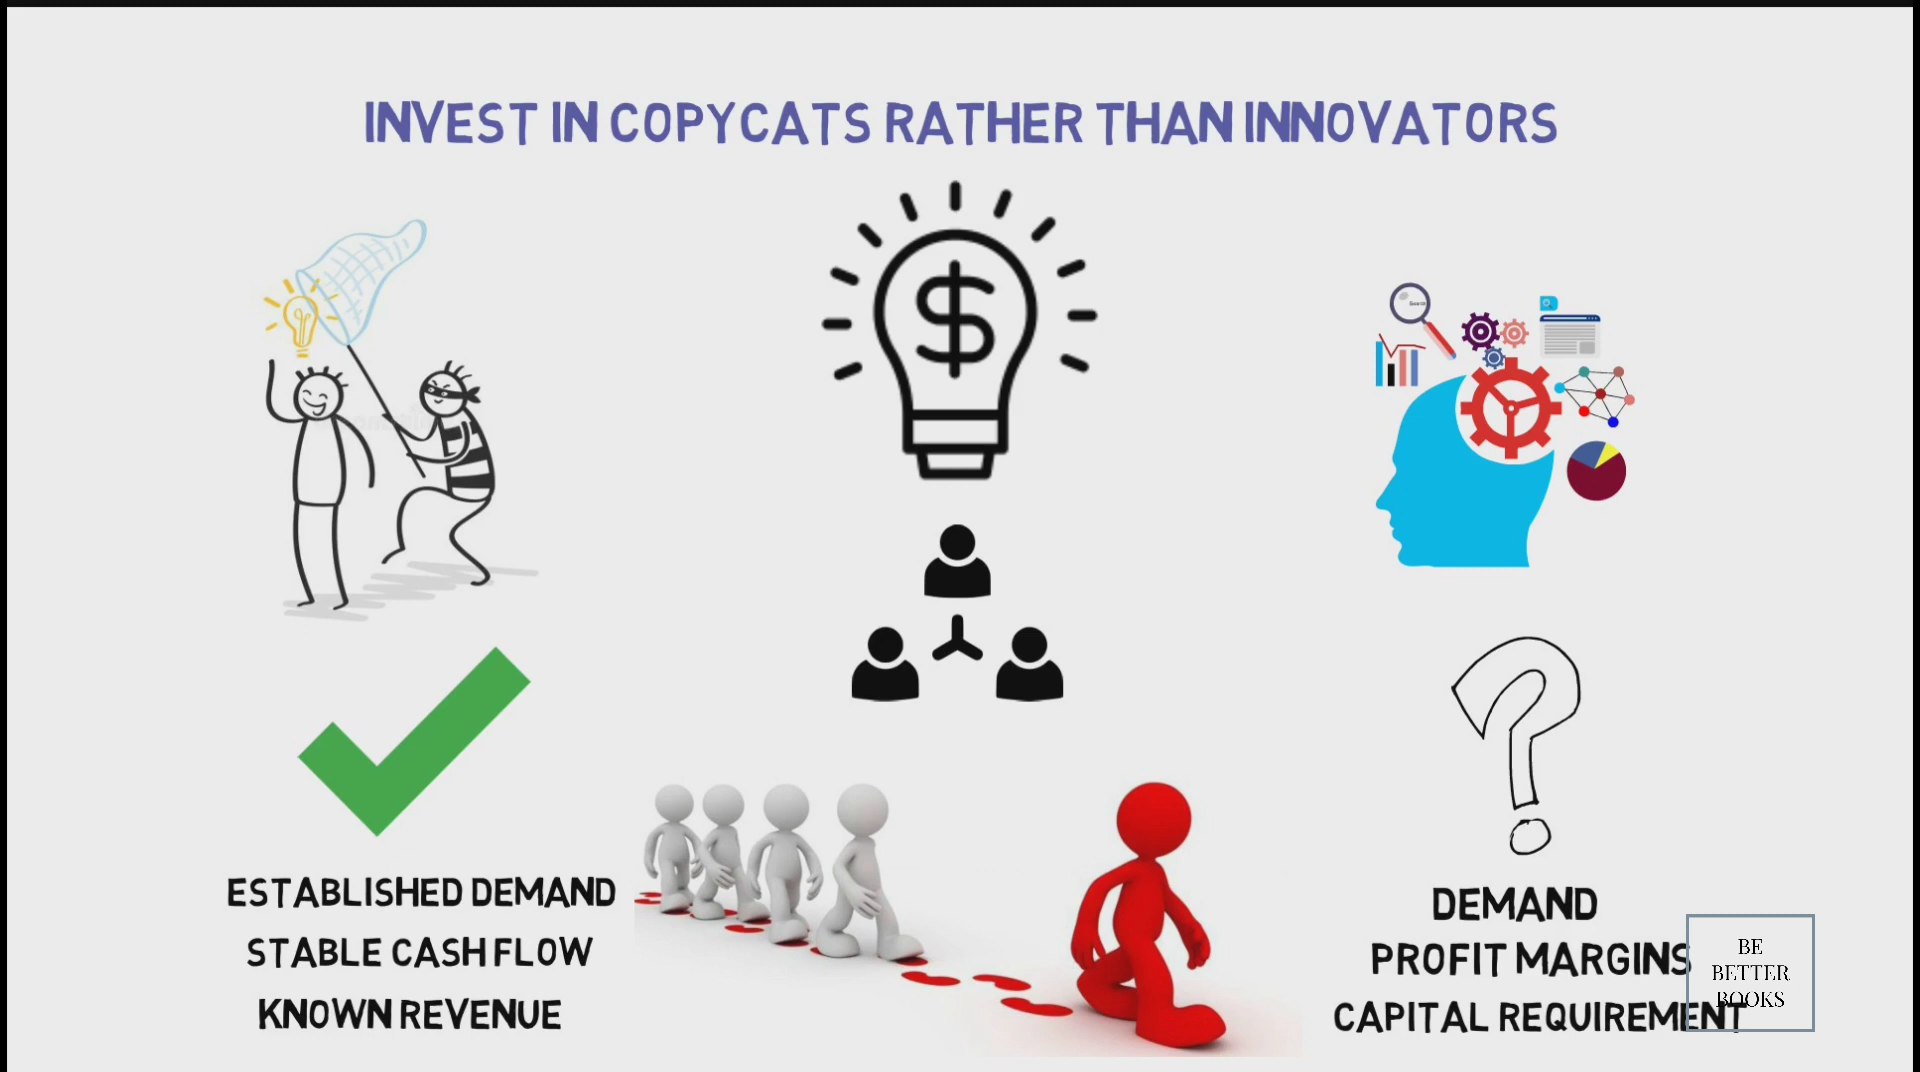 INVEST IN COPYCATS RATHER THAN INNOVATORS
$
ESTABLISHED DEMAND
STABLE CASH FLOW
KNOWN REVENUE
DEMAND
PROFIT MARGINS
CAPITAL REQUIREMENT
BE
BETTER
BOOKS